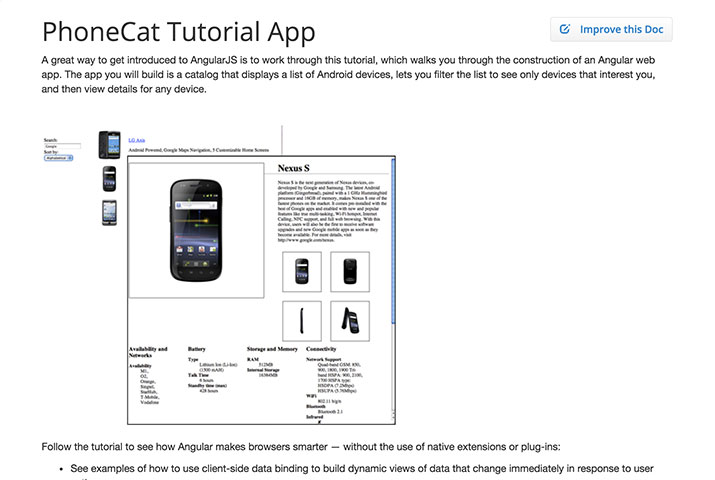 PhoneCat Tutorial App
Improve this Doc
A great way to get introduced to AngularJS is to work through this tutorial, which walks you through the construction of an Angular web
app. The app you will build is a catalog that displays a list of Android devices, lets you filter the list to see only devices that interest you,
and then view details for any device.
Search:
Google
Sort by:
Alphabetical
LG Axis
Android Powered, Google Maps Navigation, 5 Customizable Home Screens
Nexus S
Nexus S is the next generation of Nexus devices, co-
developed by Google and Samsung. The latest Android
platform (Gingerbread), paired with a 1 GHz Hummingbird
processor and 16GB of memory, makes Nexus S one of the
fastest phones on the market. It comes pre-installed with the
best of Google apps and enabled with new and popular
features like true multi-tasking, Wi-Fi hotspot, Internet
Calling, NFC support, and full web browsing. With this
device, users will also be the first to receive software
upgrades and new Google mobile apps as soon as they
become available. For more details, visit
http://www.google.com/nexus.
Availability and
Networks
Availability
M1,
O2,
Orange,
Singtel,
StarHub,
T-Mobile,
Vodafone
Battery
Type
Lithium Ion (Li-Ion)
(1500 mAH)
Talk Time
6 hours
Standby time (max)
428 hours
Storage and Memory
RAM
512MB
Internal Storage
16384MB
Connectivity
Network Support
Quad-band GSM: 850,
900, 1800, 1900 Tri-
band HSPA: 900, 2100,
1700 HSPA type:
HSDPA (7.2Mbps)
HSUPA (5.76Mbps)
WiFi
802.11 b/g/n
Bluetooth
Bluetooth 2.1
Infrared
Follow the tutorial to see how Angular makes browsers smarter — without the use of native extensions or plug-ins:
• See examples of how to use client-side data binding to build dynamic views of data that change immediately in response to user